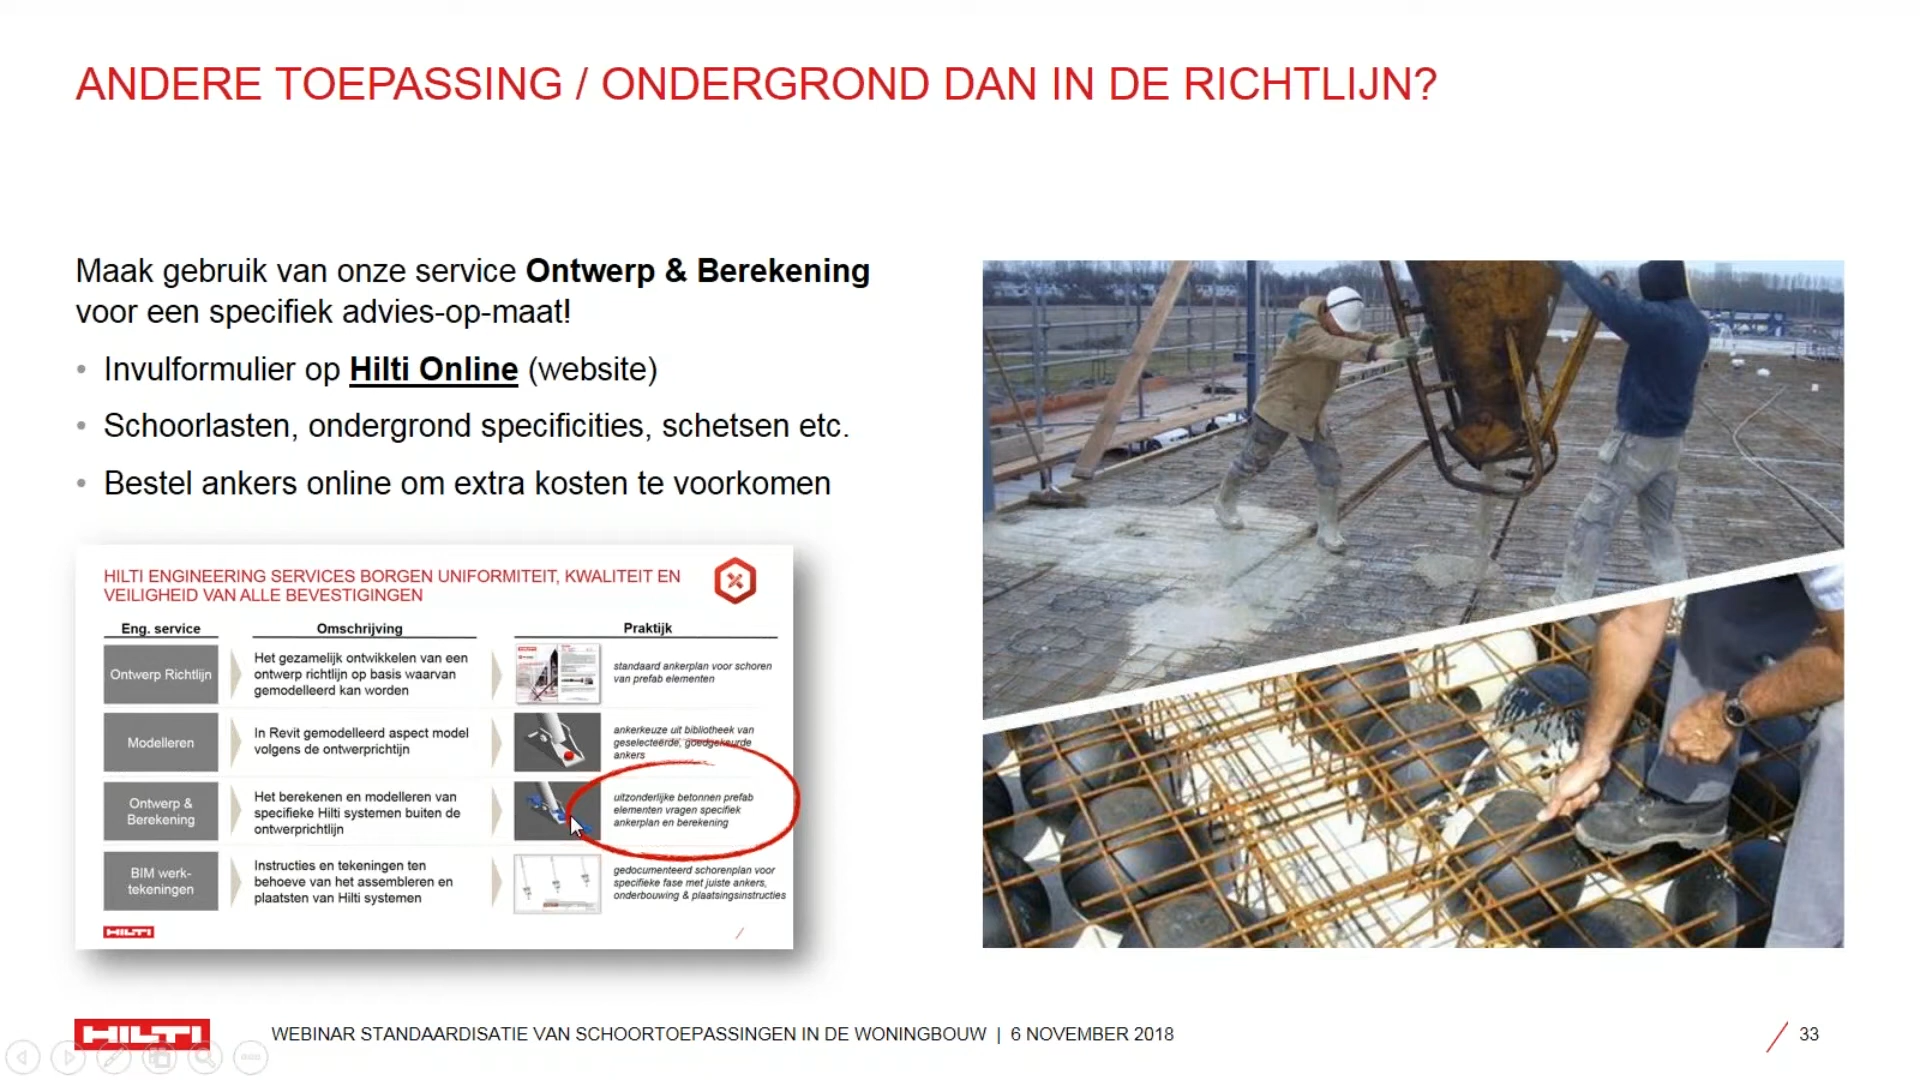 ANDERE TOEPASSING / ONDERGROND DAN IN DE RICHTLIJN?
Maak gebruik van onze service Ontwerp & Berekening
voor een specifiek advies-op-maat!
• Invulformulier op Hilti Online (website)
• Schoorlasten, ondergrond specificities, schetsen etc.
• Bestel ankers online om extra kosten te voorkomen
HILTI ENGINEERING SERVICES BORGEN UNIFORMITEIT, KWALITEIT EN
VEILIGHEID VAN ALLE BEVESTIGINGEN
Eng. service
Omschrijving
Praktijk
Ontwerp Richtlijn
Het gezamelijk ontwikkelen van een
ontwerp richtlijn op basis waarvan
gemodelleerd kan worden
standaard ankerplan voor schoren
van prefab elementen
Modelleren
In Revit gemodelleerd aspect model
volgens de ontwerprichtijn
ankerkeuze uit bibliotheek van
geselecteerde, goedgekeurde
ankers
Ontwerp &
Berekening
Het berekenen en modelleren van
specifieke Hilti systemen buiten de
ontwerprichtlijn
uitzonderlijke betonnen prefab
elementen vragen specifiek
ankerplan en berekening
BIM werk-
tekeningen
Instructies en tekeningen ten
behoeve van het assembleren en
plaatsten van Hilti systemen
gedocumenteerd schorenplan voor
specifieke fase met juiste ankers,
onderbouwing & plaatsingsinstructies
HILTI
HILTI
WEBINAR STANDAARDISATIE VAN SCHOORTOEPASSINGEN IN DE WONINGBOUW | 6 NOVEMBER 2018
33